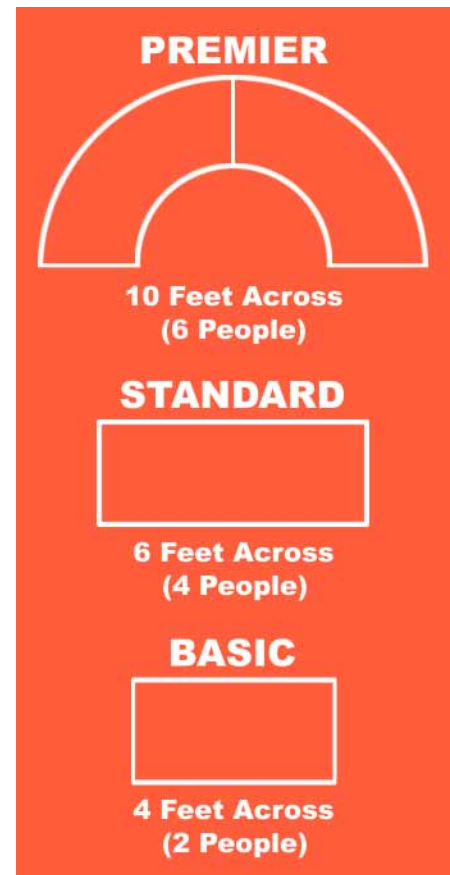 PREMIER
10 Feet Across
(6 People)
STANDARD
6 Feet Across
(4 People)
BASIC
4 Feet Across
(2 People)